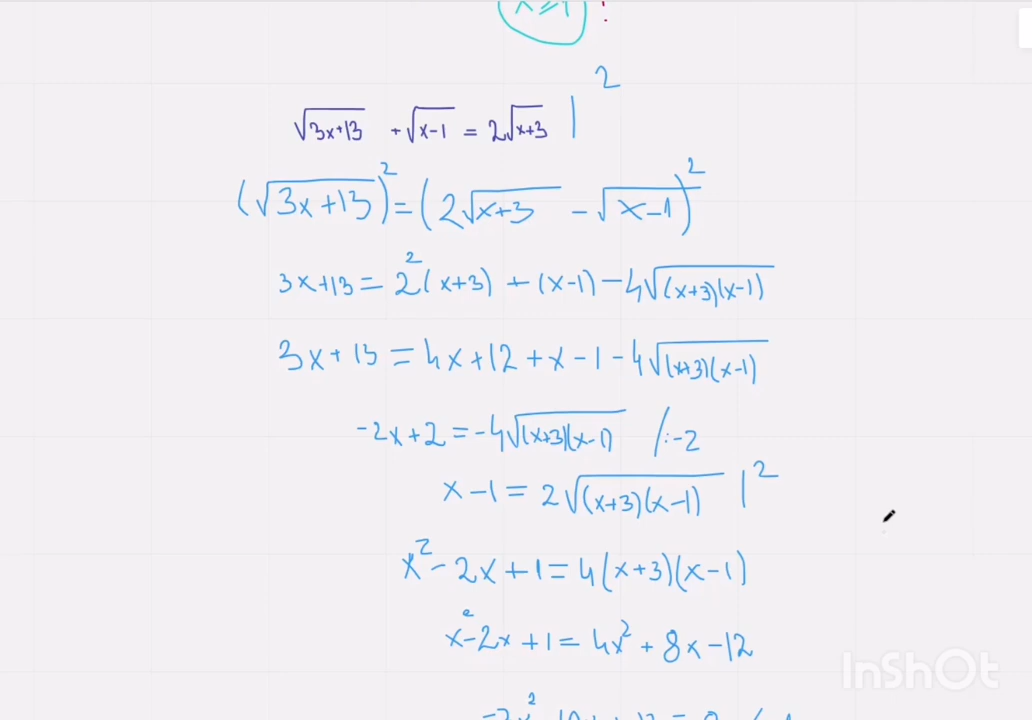 x ≥ 1 !
√3x+13 + √x-1 = 2√x+3 | 2
(√3x+13)² = (2√x+3 - √x-1)²
3x+13 = 2²(x+3) + (x-1) - 4√(x+3)(x-1)
3x+13 = 4x+12+x-1-4√(x+3)(x-1)
-2x+2 = -4√(x+3)(x-1) /:-2
x-1 = 2√(x+3)(x-1) |²
x²-2x+1 = 4(x+3)(x-1)
x²-2x+1 = 4x²+8x-12
InShOt